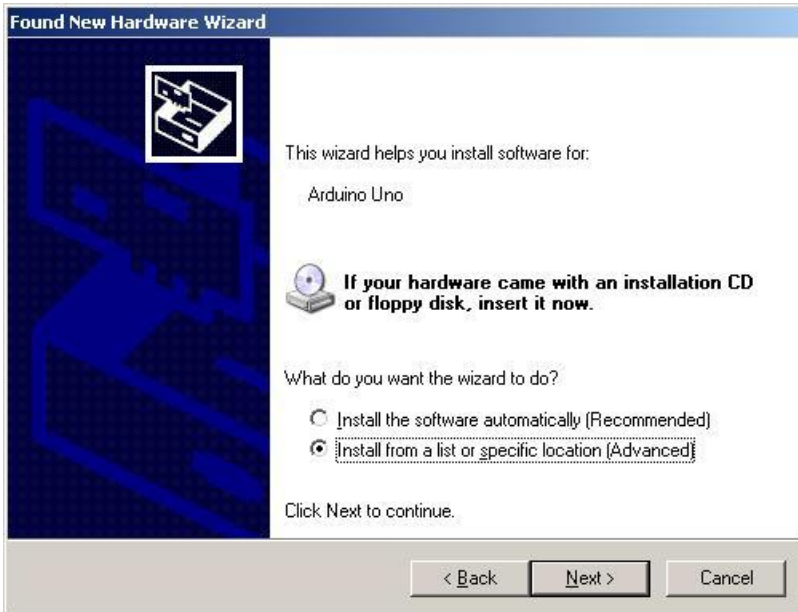 Found New Hardware Wizard
This wizard helps you install software for:
Arduino Uno
If your hardware came with an installation CD
or floppy disk, insert it now.
What do you want the wizard to do?
Install the software automatically (Recommended)
Install from a list or specific location (Advanced)
Click Next to continue.
< Back
Next >
Cancel